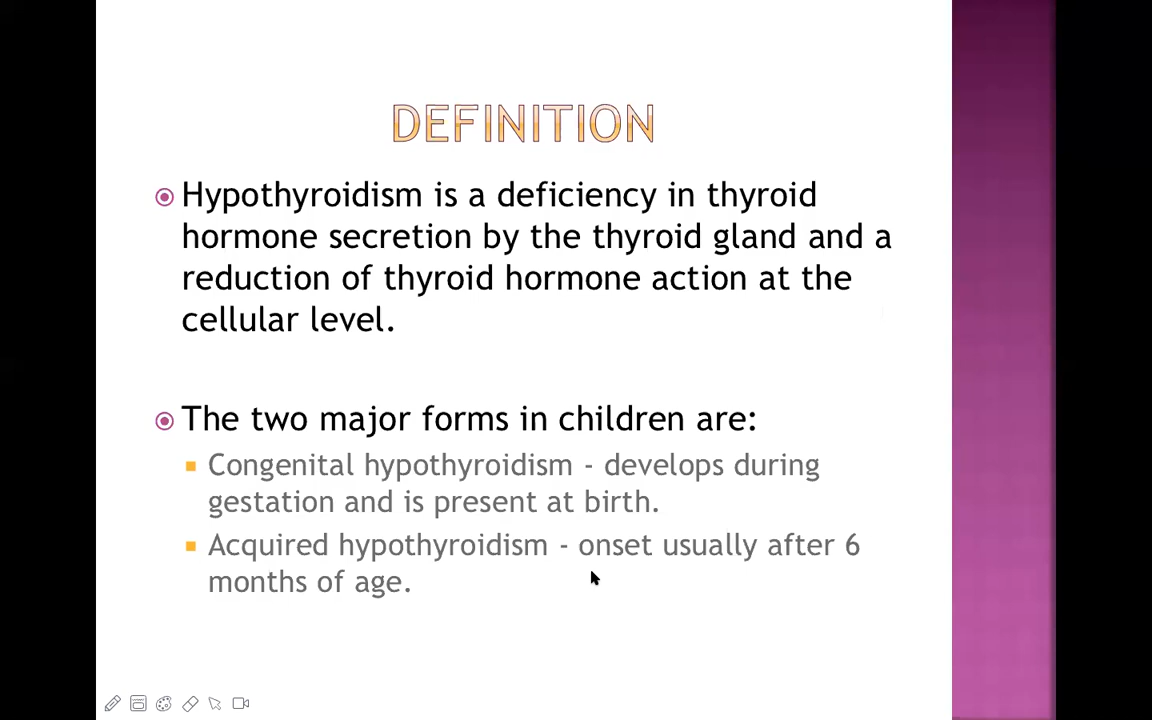 DEFINITION
Hypothyroidism is a deficiency in thyroid
hormone secretion by the thyroid gland and a
reduction of thyroid hormone action at the
cellular level.
The two major forms in children are:
Congenital hypothyroidism - develops during
gestation and is present at birth.
Acquired hypothyroidism - onset usually after 6
months of age.